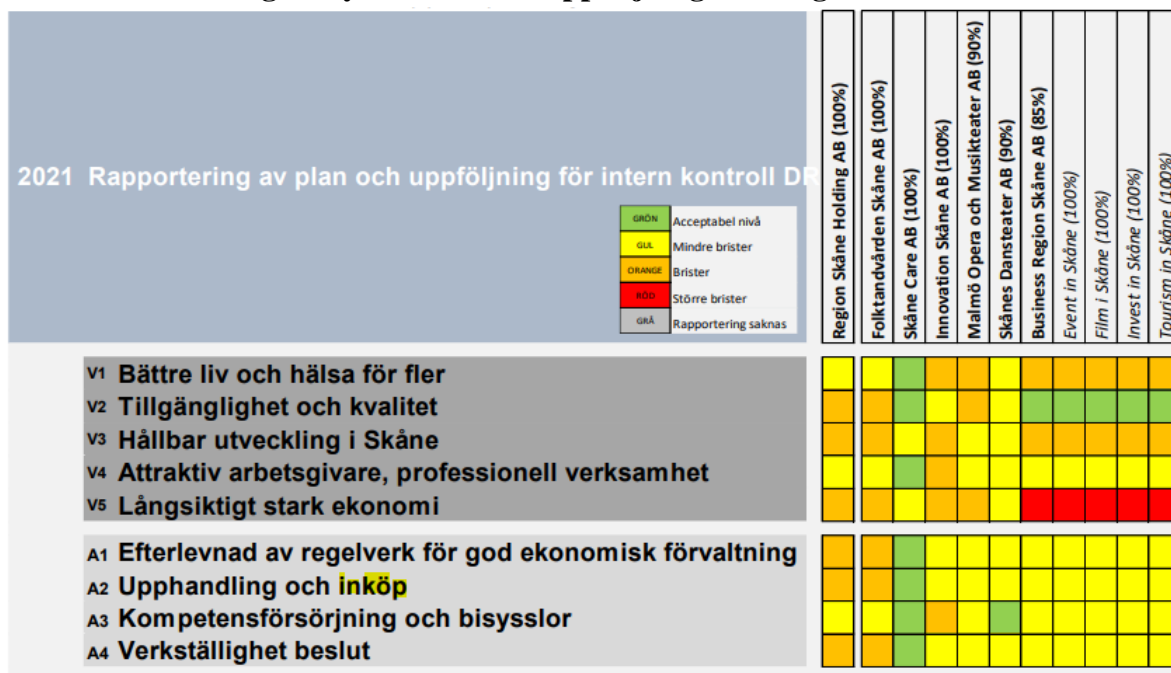 2021 Rapportering av plan och uppföljning för intern kontroll DR
GRÖN Acceptabel nivå
GUL Mindre brister
ORANGE Brister
RÖD Större brister
GRÅ Rapportering saknas
Region Skåne Holding AB (100%)
Folktandvården Skåne AB (100%)
Skåne Care AB (100%)
Innovation Skåne AB (100%)
Malmö Opera och Musikteater AB (90%)
Skånes Dansteater AB (90%)
Business Region Skåne AB (85%)
Event in Skåne (100%)
Film i Skåne (100%)
Invest in Skåne (100%)
Tourism in Skåne (100%)
V1 Bättre liv och hälsa för fler
V2 Tillgänglighet och kvalitet
V3 Hållbar utveckling i Skåne
V4 Attraktiv arbetsgivare, professionell verksamhet
V5 Långsiktigt stark ekonomi
A1 Efterlevnad av regelverk för god ekonomisk förvaltning
A2 Upphandling och inköp
A3 Kompetensförsörjning och bisysslor
A4 Verkställighet beslut